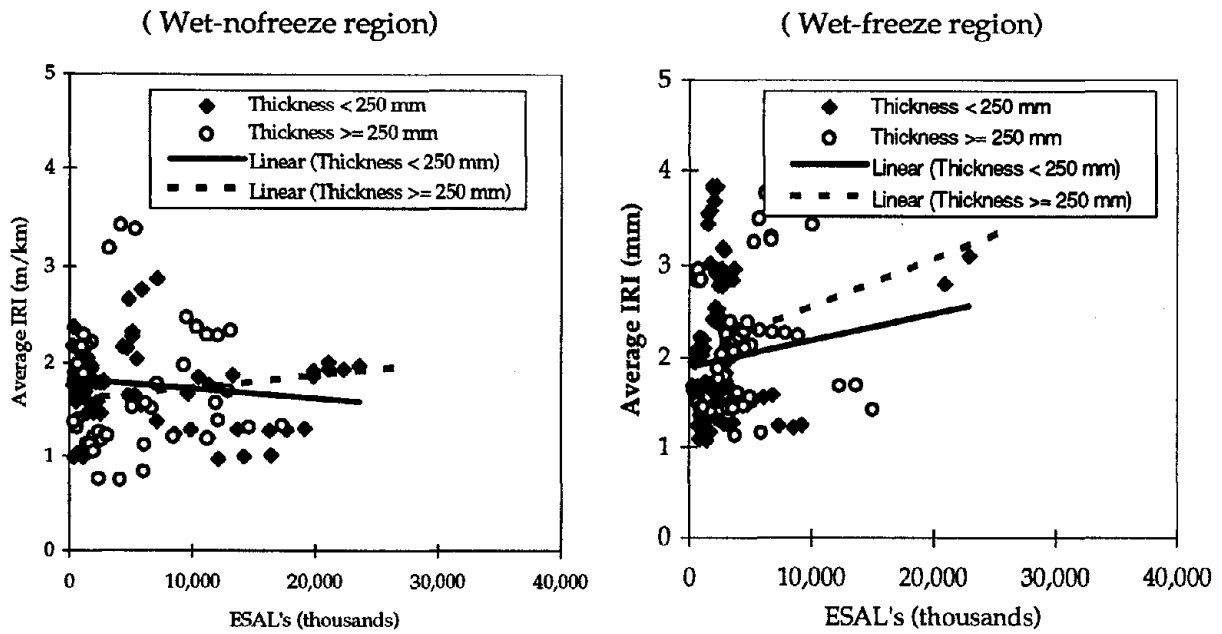 ( Wet-nofreeze region)
5
4
3
2
1
0
Average IRI (m/km)
Thickness < 250 mm
Thickness >= 250 mm
Linear (Thickness < 250 mm)
Linear (Thickness >= 250 mm)
0 10,000 20,000 30,000 40,000
ESAL's (thousands)
( Wet-freeze region)
5
4
3
2
1
0
Average IRI (mm)
Thickness < 250 mm
Thickness >= 250 mm
Linear (Thickness < 250 mm)
Linear (Thickness >= 250 mm)
0 10,000 20,000 30,000 40,000
ESAL's (thousands)